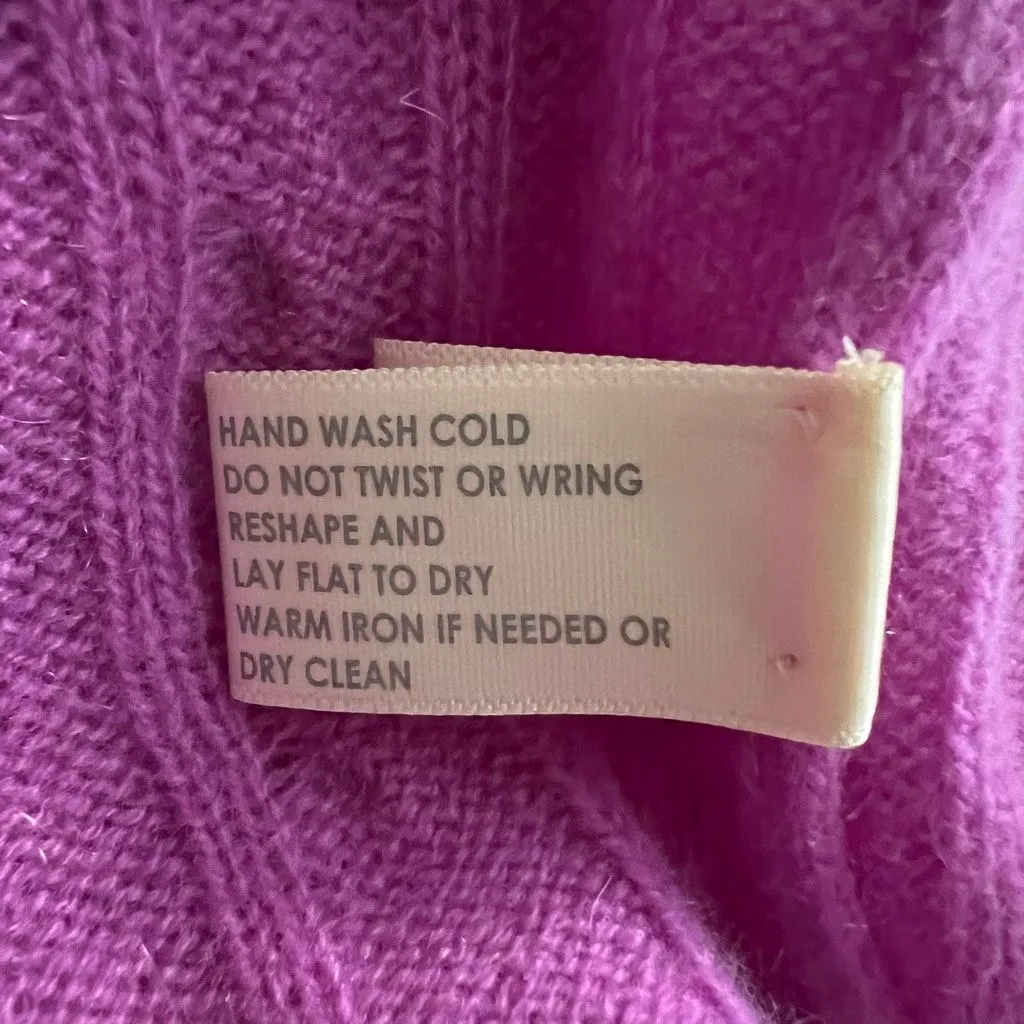 HAND WASH COLD
DO NOT TWIST OR WRING
RESHAPE AND
LAY FLAT TO DRY
WARM IRON IF NEEDED OR
DRY CLEAN